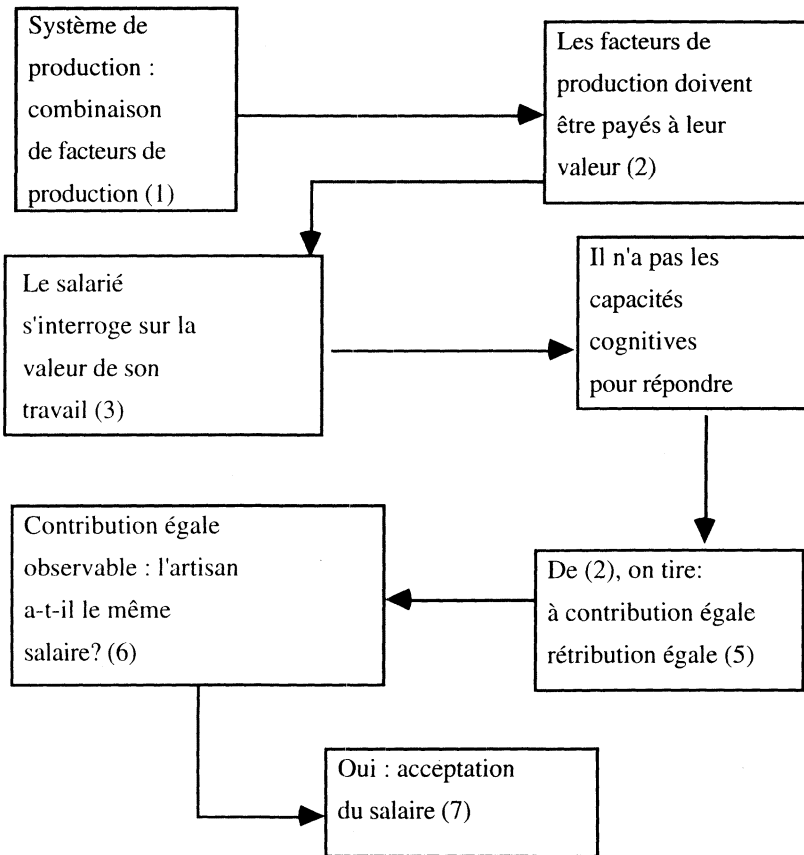 Système de
production :
combinaison
de facteurs de
production (1)
Les facteurs de
production doivent
être payés à leur
valeur (2)
Le salarié
s'interroge sur la
valeur de son
travail (3)
Il n'a pas les
capacités
cognitives
pour répondre
De (2), on tire:
à contribution égale
rétribution égale (5)
Contribution égale
observable : l'artisan
a-t-il le même
salaire? (6)
Oui : acceptation
du salaire (7)